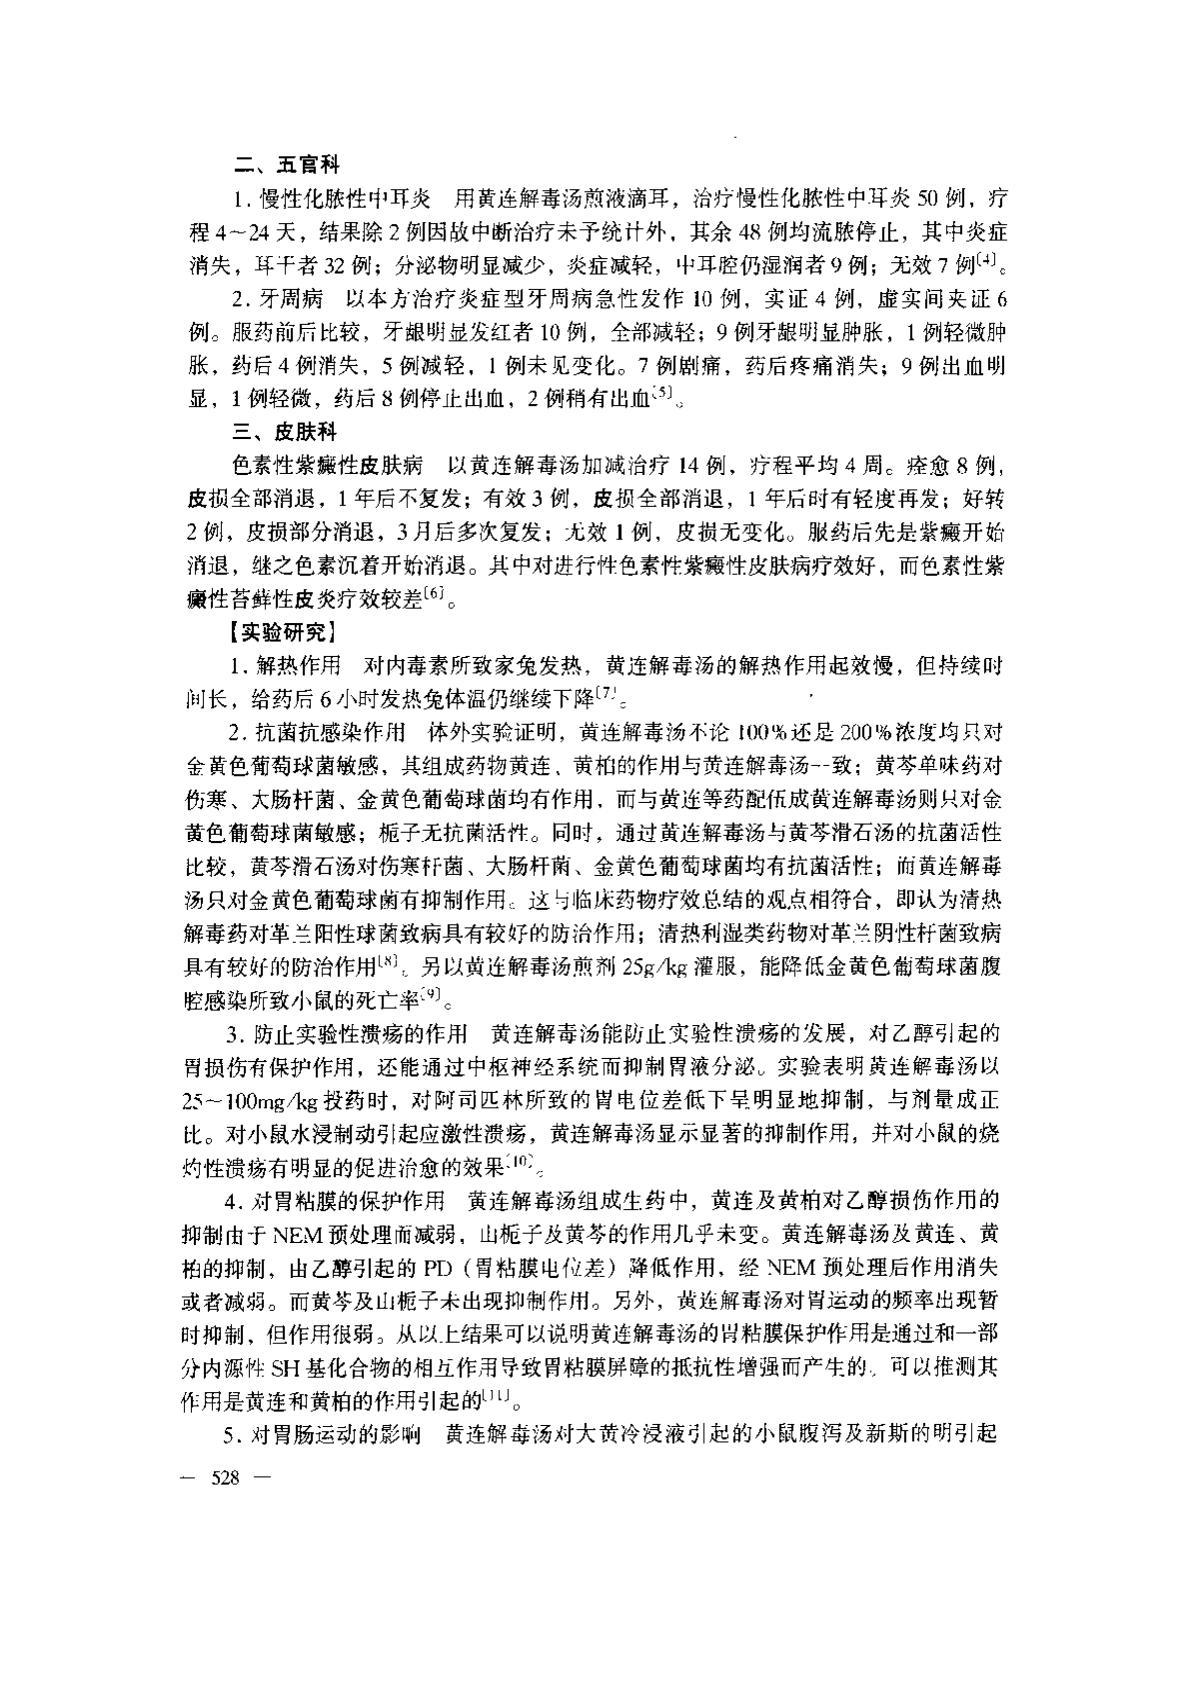 二、五官科
1. 慢性化脓性中耳炎　用黄连解毒汤煎液滴耳，治疗慢性化脓性中耳炎 50 例，疗
程 4～24 天，结果除 2 例因故中断治疗未予统计外，其余 48 例均流脓停止，其中炎症
消失，耳干者 32 例；分泌物明显减少，炎症减轻，中耳腔仍湿润者 9 例；无效 7 例〔4〕。
2. 牙周病　以本方治疗炎症型牙周病急性发作 10 例，实证 4 例，虚实间夹证 6
例。服药前后比较，牙龈明显发红者 10 例，全部减轻；9 例牙龈明显肿胀，1 例轻微肿
胀，药后 4 例消失，5 例减轻，1 例未见变化。7 例剧痛，药后疼痛消失；9 例出血明
显，1 例轻微，药后 8 例停止出血，2 例稍有出血〔5〕。
三、皮肤科
色素性紫癜性皮肤病　以黄连解毒汤加减治疗 14 例，疗程平均 4 周。痊愈 8 例，
皮损全部消退，1 年后不复发；有效 3 例，皮损全部消退，1 年后时有轻度再发；好转
2 例，皮损部分消退，3 月后多次复发；无效 1 例，皮损无变化。服药后先是紫癜开始
消退，继之色素沉着开始消退。其中对进行性色素性紫癜性皮肤病疗效好，而色素性紫
癜性苔藓性皮炎疗效较差〔6〕。
【实验研究】
1. 解热作用　对内毒素所致家兔发热，黄连解毒汤的解热作用起效慢，但持续时
间长，给药后 6 小时发热兔体温仍继续下降〔7〕。
2. 抗菌抗感染作用　体外实验证明，黄连解毒汤不论 100％还是 200％浓度均只对
金黄色葡萄球菌敏感，其组成药物黄连、黄柏的作用与黄连解毒汤一致；黄芩单味药对
伤寒、大肠杆菌、金黄色葡萄球菌均有作用，而与黄连等药配伍成黄连解毒汤则只对金
黄色葡萄球菌敏感；栀子无抗菌活性。同时，通过黄连解毒汤与黄芩滑石汤的抗菌活性
比较，黄芩滑石汤对伤寒杆菌、大肠杆菌、金黄色葡萄球菌均有抗菌活性；而黄连解毒
汤只对金黄色葡萄球菌有抑制作用。这与临床药物疗效总结的观点相符合，即认为清热
解毒药对革兰阳性球菌致病具有较好的防治作用；清热利湿类药物对革兰阴性杆菌致病
具有较好的防治作用〔8〕。另以黄连解毒汤煎剂 25g/kg 灌服，能降低金黄色葡萄球菌腹
腔感染所致小鼠的死亡率〔9〕。
3. 防止实验性溃疡的作用　黄连解毒汤能防止实验性溃疡的发展，对乙醇引起的
胃损伤有保护作用，还能通过中枢神经系统而抑制胃液分泌。实验表明黄连解毒汤以
25～100mg/kg 投药时，对阿司匹林所致的胃电位差低下呈明显地抑制，与剂量成正
比。对小鼠水浸制动引起应激性溃疡，黄连解毒汤显示显著的抑制作用，并对小鼠的烧
灼性溃疡有明显的促进治愈的效果〔10〕。
4. 对胃粘膜的保护作用　黄连解毒汤组成生药中，黄连及黄柏对乙醇损伤作用的
抑制由于 NEM 预处理而减弱，山栀子及黄芩的作用几乎未变。黄连解毒汤及黄连、黄
柏的抑制，由乙醇引起的 PD（胃粘膜电位差）降低作用，经 NEM 预处理后作用消失
或者减弱。而黄芩及山栀子未出现抑制作用。另外，黄连解毒汤对胃运动的频率出现暂
时抑制，但作用很弱。从以上结果可以说明黄连解毒汤的胃粘膜保护作用是通过和一部
分内源性 SH 基化合物的相互作用导致胃粘膜屏障的抵抗性增强而产生的，可以推测其
作用是黄连和黄柏的作用引起的〔11〕。
5. 对胃肠运动的影响　黄连解毒汤对大黄冷浸液引起的小鼠腹泻及新斯的明引起
— 528 —